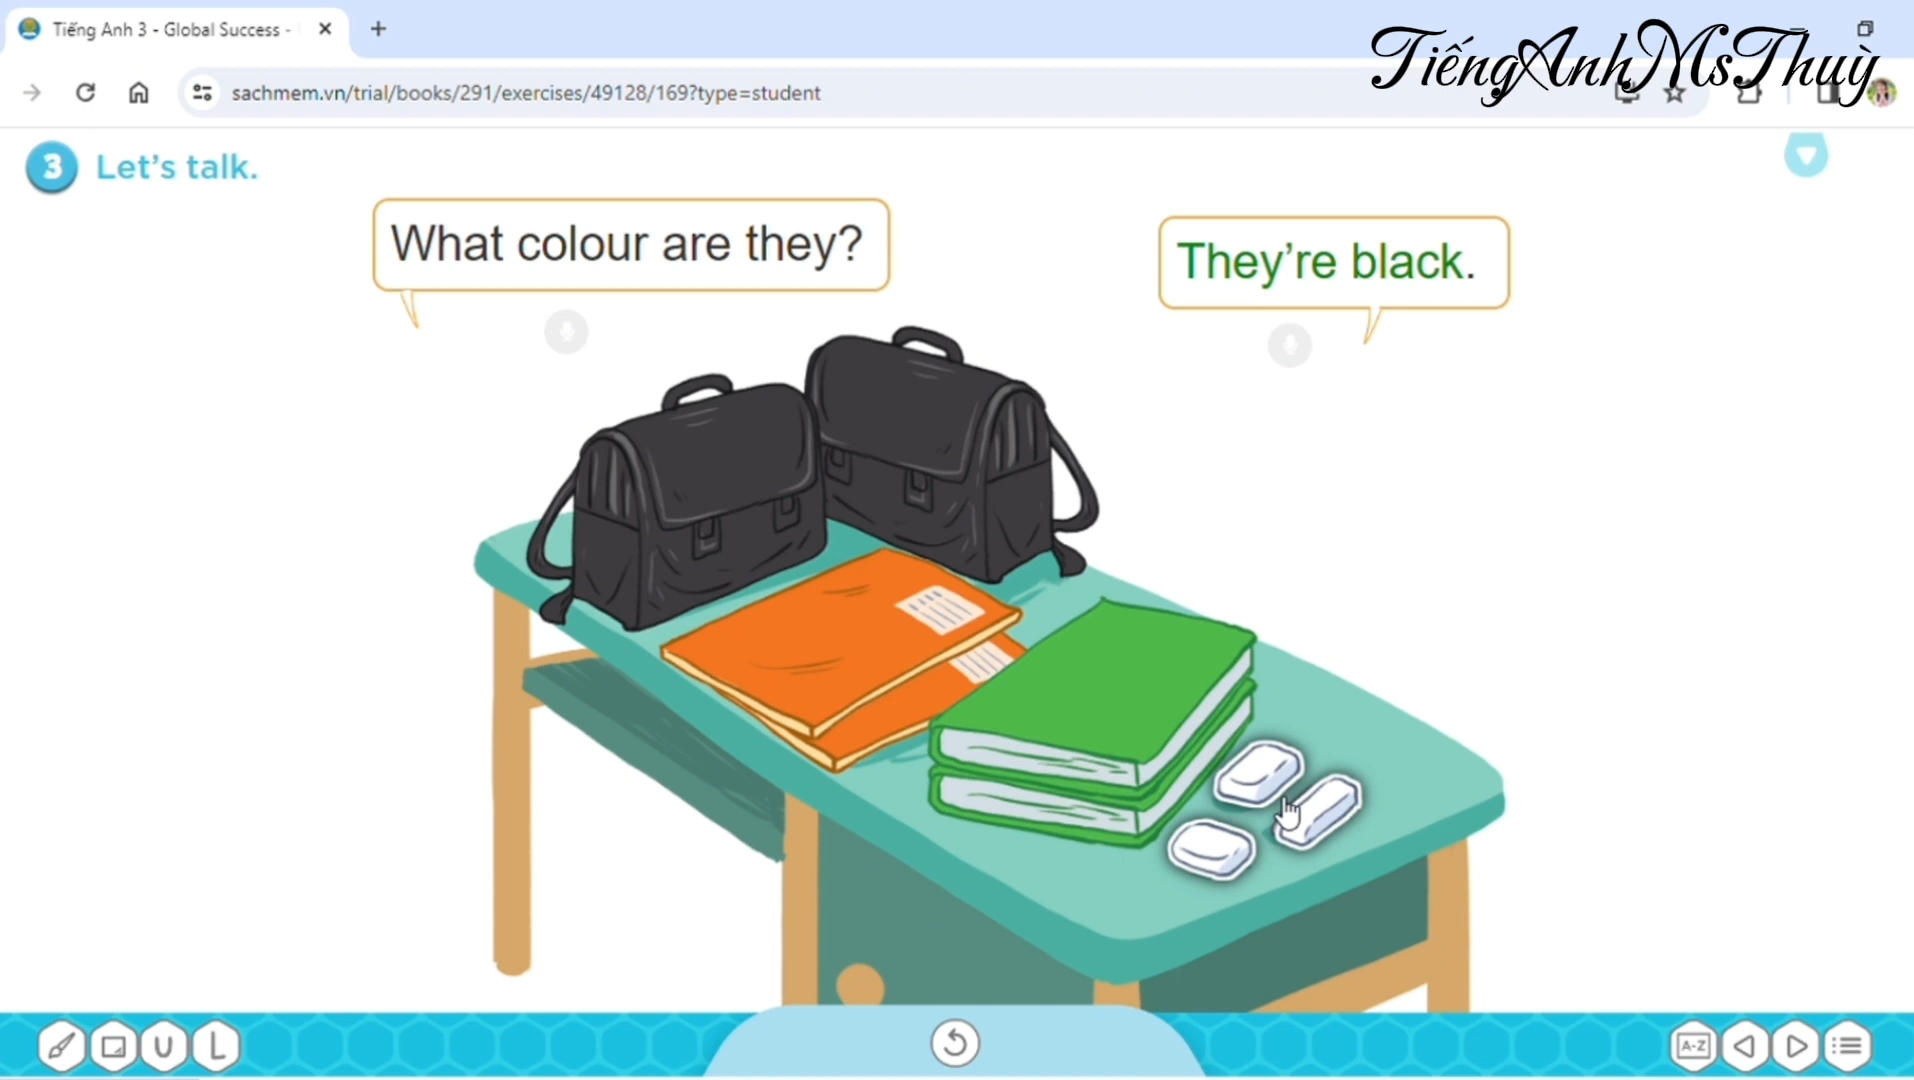 Tiếng Anh 3 - Global Success -
TiếngAnhMsThuỳ
sachmem.vn/trial/books/291/exercises/49128/169?type=student
3 Let's talk.
What colour are they?
They're black.
U L
A-Z